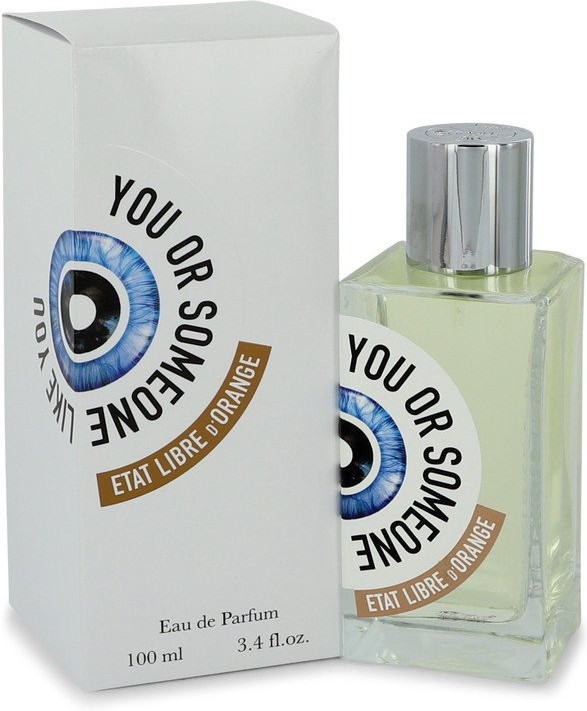 YOU OR SOMEONE LIKE YOU
ETAT LIBRE D'ORANGE
Eau de Parfum
100 ml 3.4 fl.oz.
YOU OR SOMEONE
ETAT LIBRE D'ORANGE